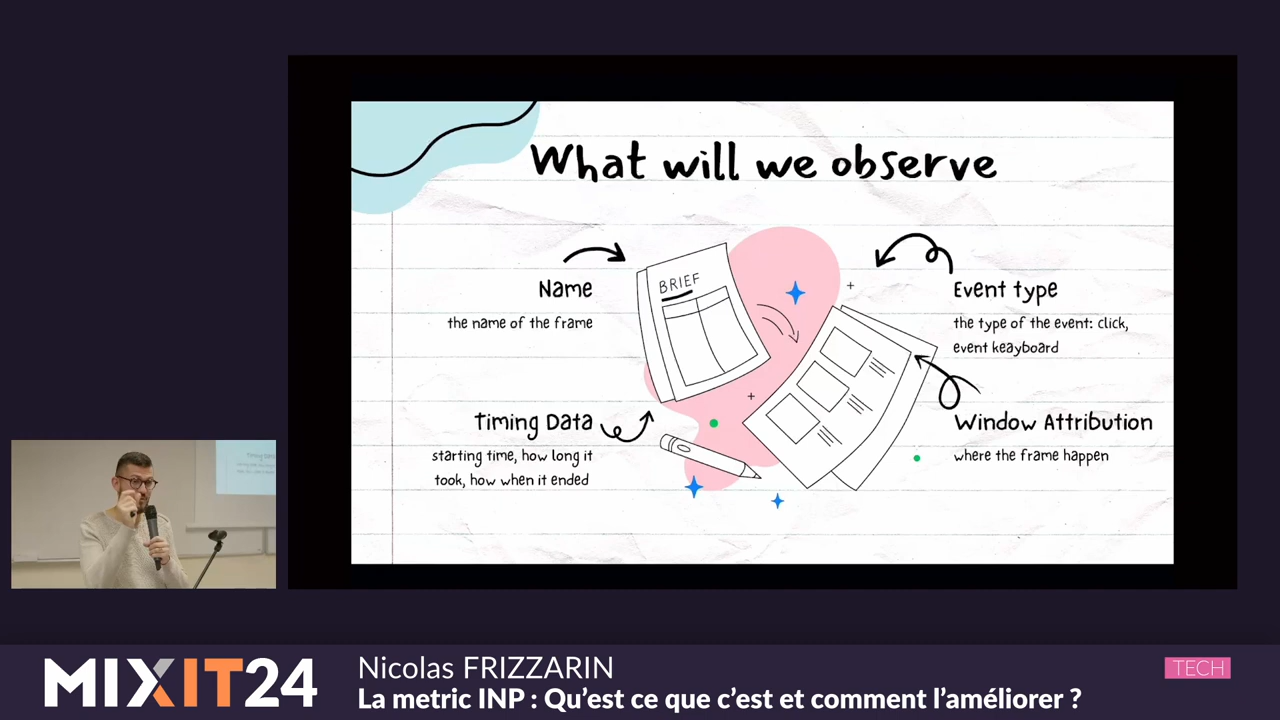 What will we observe
Name
the name of the frame
BRIEF
Event type
the type of the event: click,
event keayboard
Timing Data
starting time, how long it
took, how when it ended
Window Attribution
where the frame happen
Timing Data
MIXIT24
Nicolas FRIZZARIN
La metric INP : Qu’est ce que c’est et comment l’améliorer ?
TECH